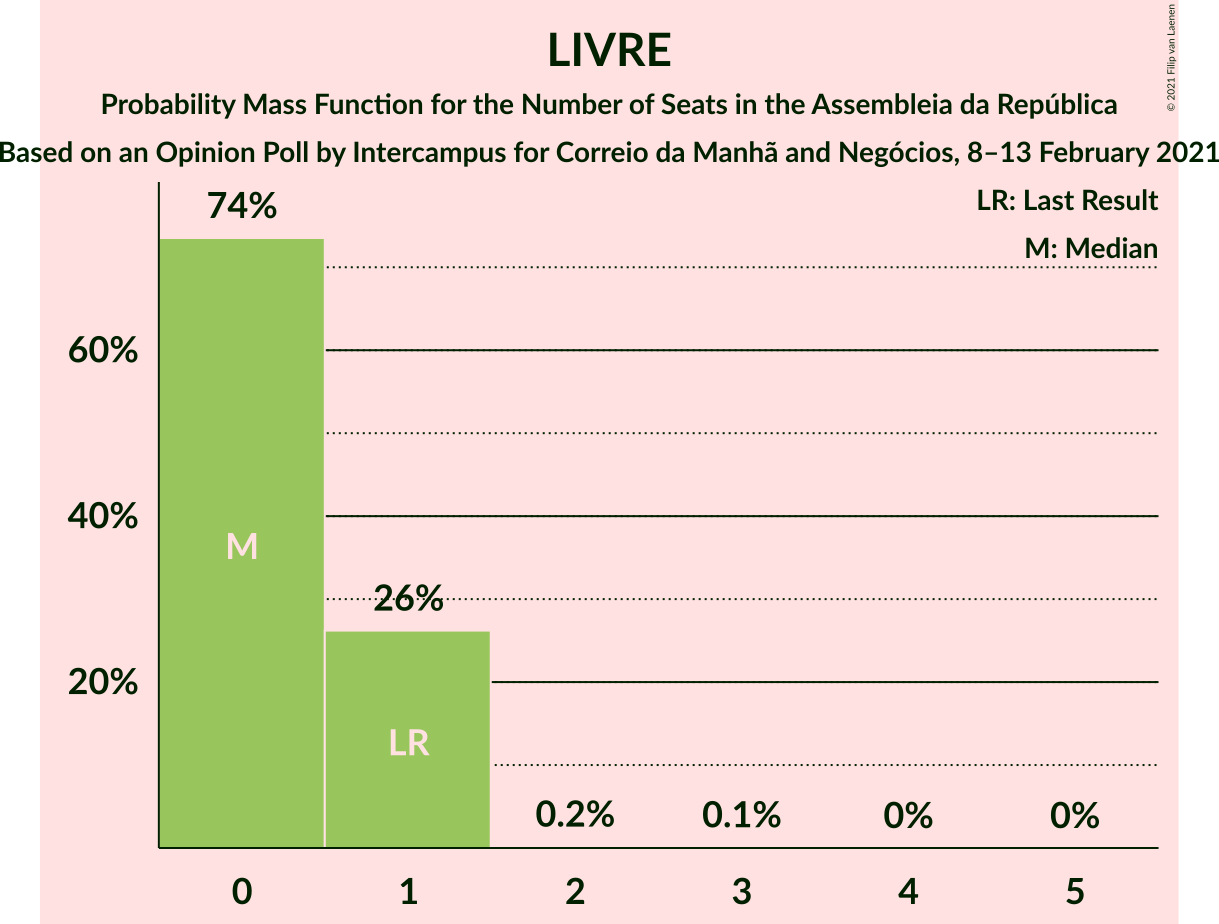 LIVRE
Probability Mass Function for the Number of Seats in the Assembleia da República
Based on an Opinion Poll by Intercampus for Correio da Manhã and Negócios, 8–13 February 2021
© 2021 Filip van Laenen
LR: Last Result
M: Median
74%
60%
40%
M
26%
20%
LR
0.2%
0.1%
0%
0%
0
1
2
3
4
5